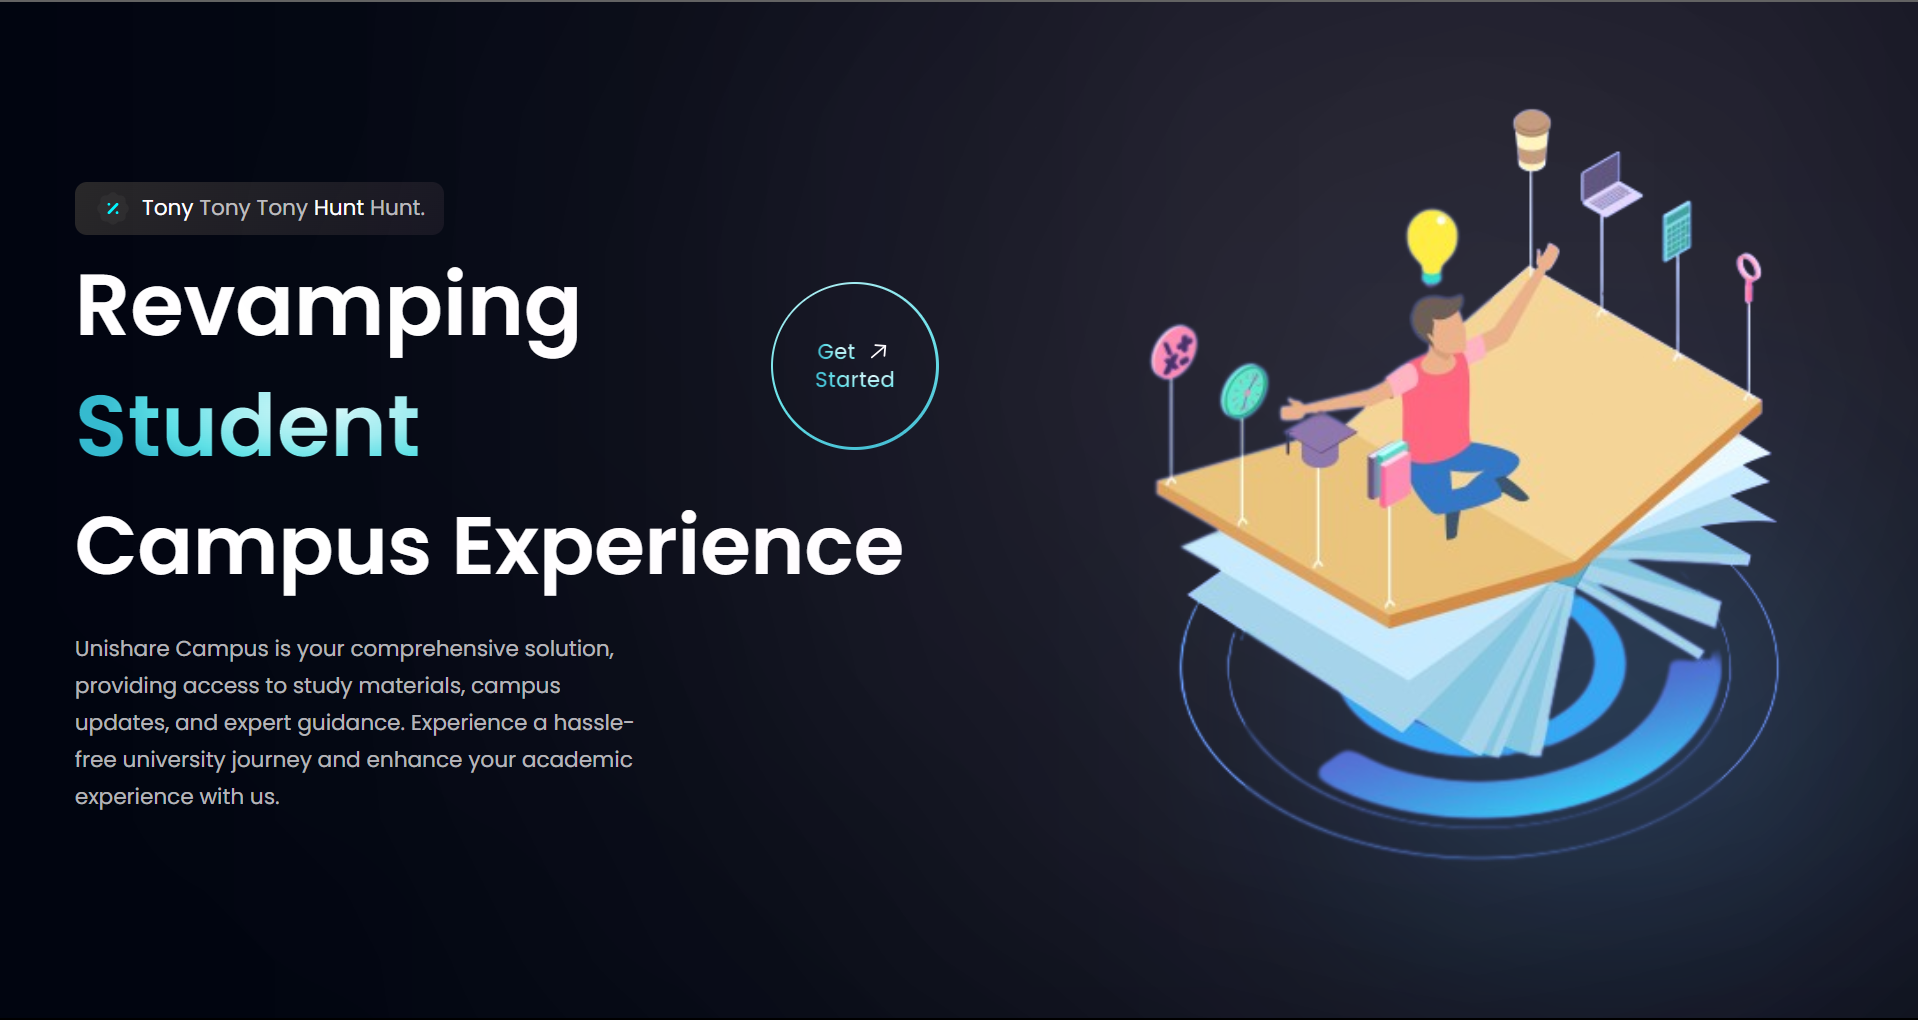 Tony Tony Tony Hunt Hunt.
Revamping
Student
Campus Experience
Get
Started
Unishare Campus is your comprehensive solution,
providing access to study materials, campus
updates, and expert guidance. Experience a hassle-
free university journey and enhance your academic
experience with us.